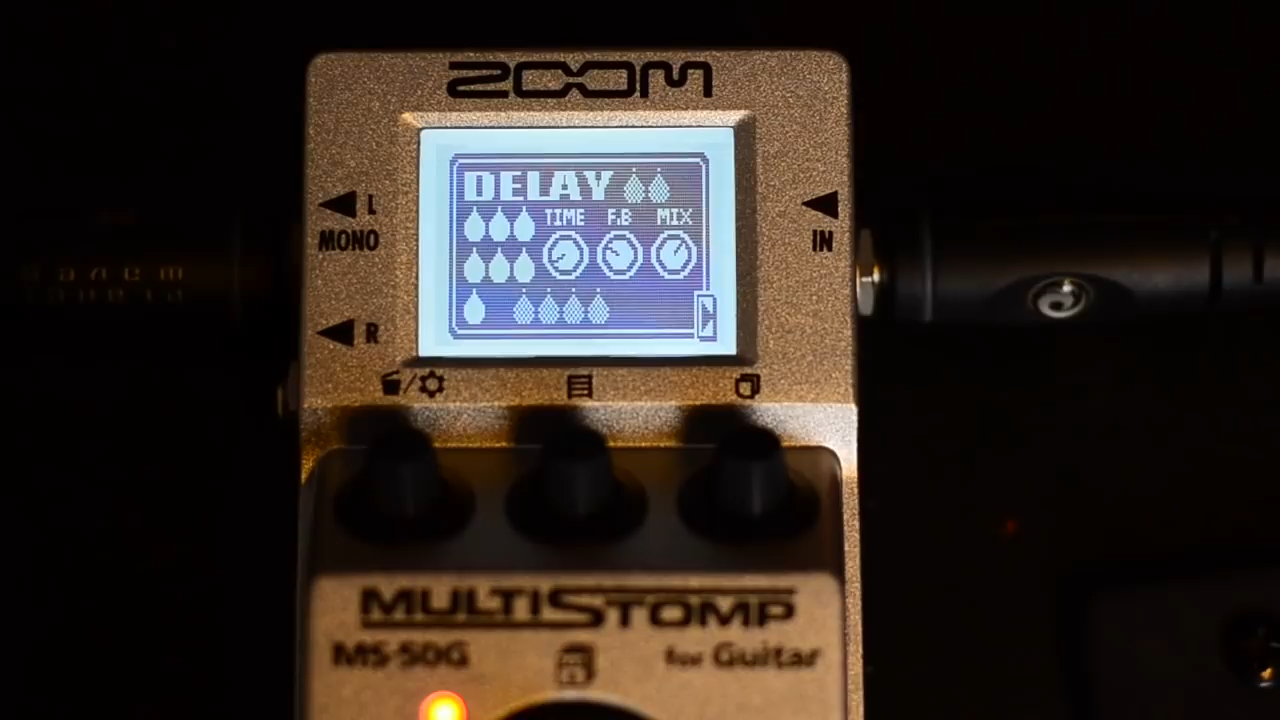 ZOOM
DELAY
TIME F.B MIX
L
MONO
R
IN
MULTISTOMP
MS-50G for Guitar